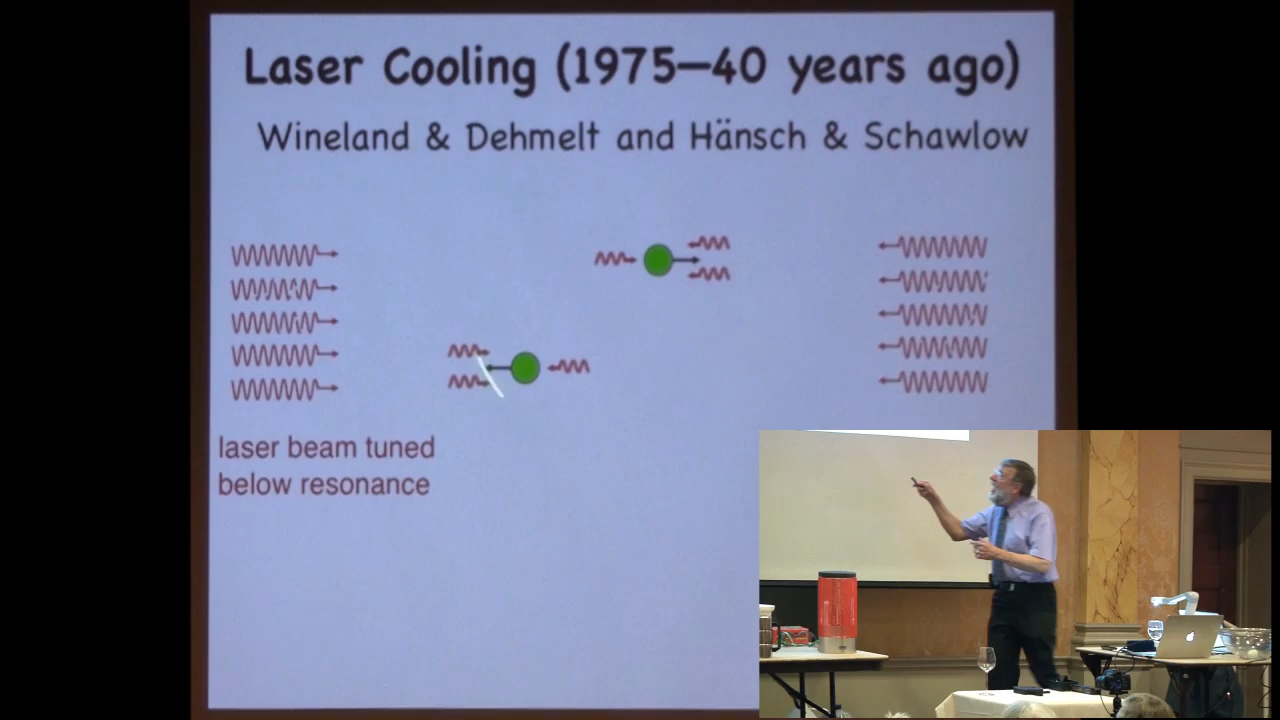 Laser Cooling (1975—40 years ago)
Wineland & Dehmelt and Hänsch & Schawlow
laser beam tuned
below resonance